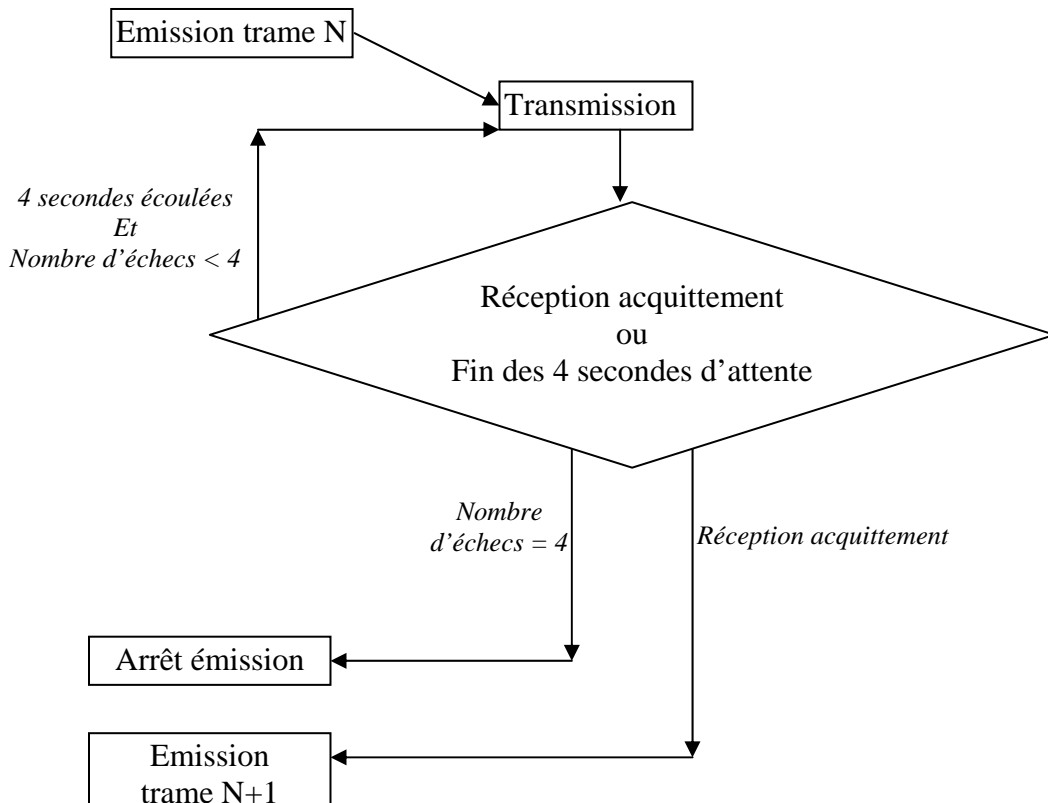 Emission trame N
Transmission
4 secondes écoulées
Et
Nombre d’échecs < 4
Réception acquittement
ou
Fin des 4 secondes d’attente
Nombre
d’échecs = 4
Réception acquittement
Arrêt émission
Emission
trame N+1